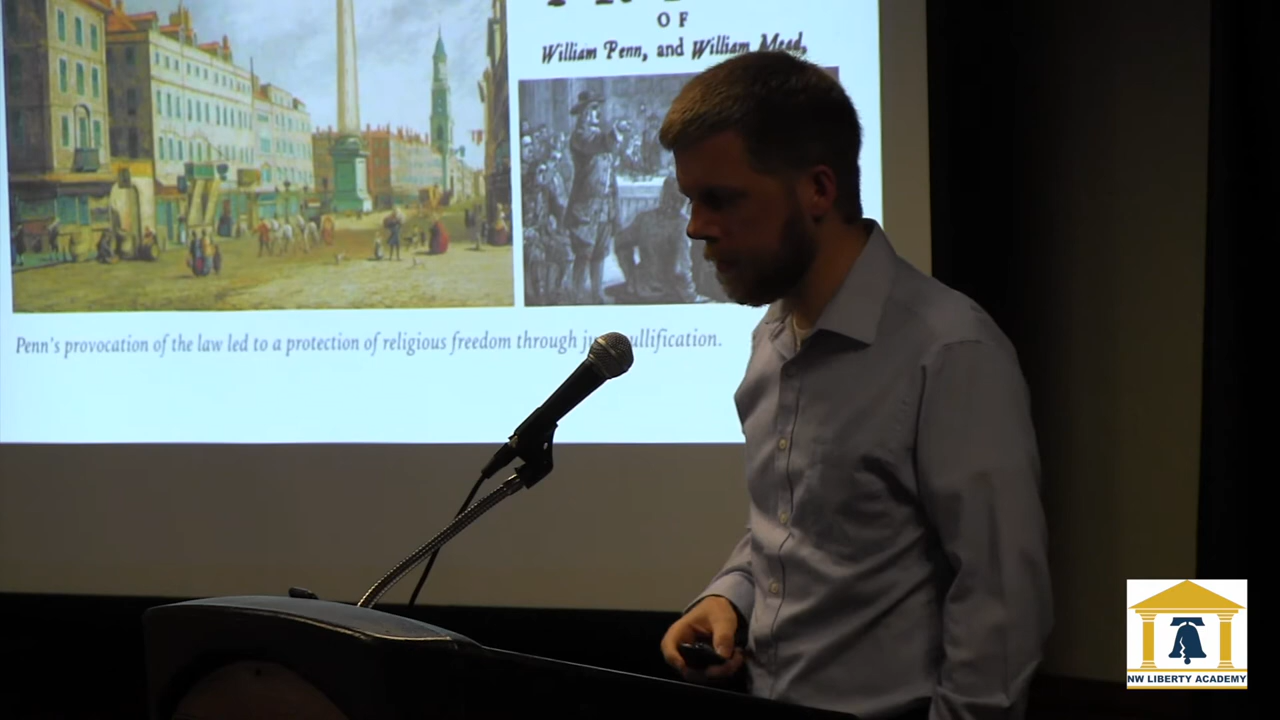 OF
William Penn, and William Mead,
Penn's provocation of the law led to a protection of religious freedom through ullification.
NW LIBERTY ACADEMY